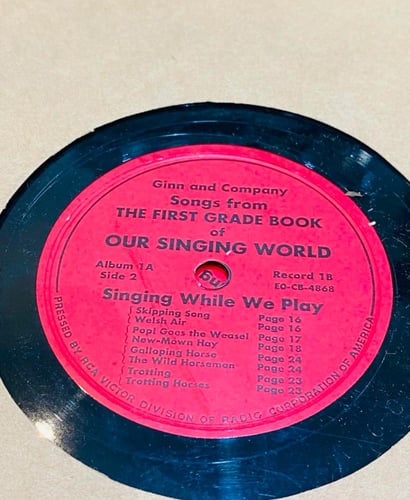 Ginn and Company
Songs from
THE FIRST GRADE BOOK
of
OUR SINGING WORLD
Album 1A
Side 2
Record 1B
E0-CB-4868
Singing While We Play
Skipping Song Page 16
Welsh Air Page 16
Pop! Goes the Weasel Page 17
New-Mown Hay Page 18
Galloping Horse Page 24
The Wild Horseman Page 24
Trotting Page 23
Trotting Horses Page 23
PRESSED BY RCA VICTOR DIVISION OF RADIO CORPORATION OF AMERICA